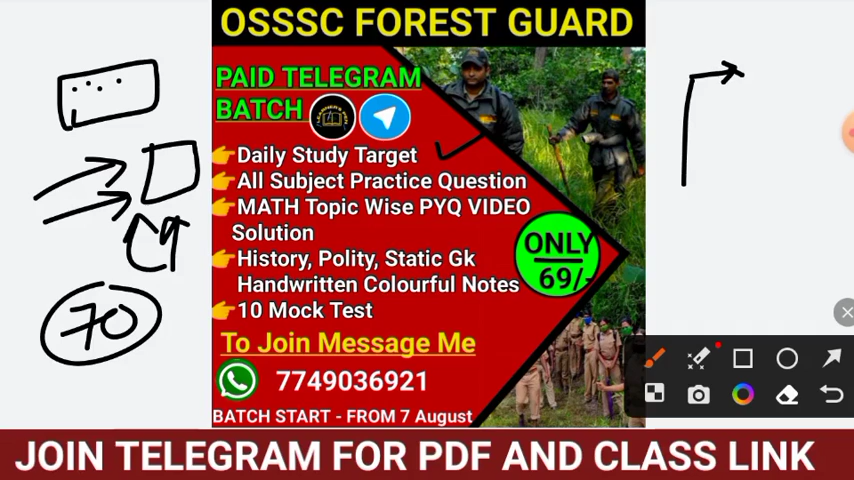 OSSSC FOREST GUARD
PAID TELEGRAM
BATCH
👉Daily Study Target
👉All Subject Practice Question
👉MATH Topic Wise PYQ VIDEO
Solution
👉History, Polity, Static Gk
Handwritten Colourful Notes
👉10 Mock Test
ONLY
69/-
To Join Message Me
7749036921
BATCH START - FROM 7 August
70
JOIN TELEGRAM FOR PDF AND CLASS LINK